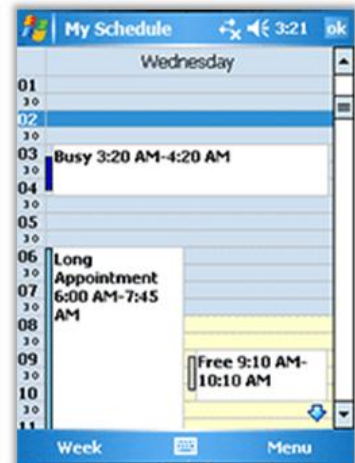 My Schedule 3:21 ok
Wednesday
01
30
02
30
03
Busy 3:20 AM-4:20 AM
30
04
30
05
30
06
Long
30
Appointment
07
6:00 AM-7:45
30
AM
08
30
09
Free 9:10 AM-
30
10:10 AM
10
30
11
Week Menu